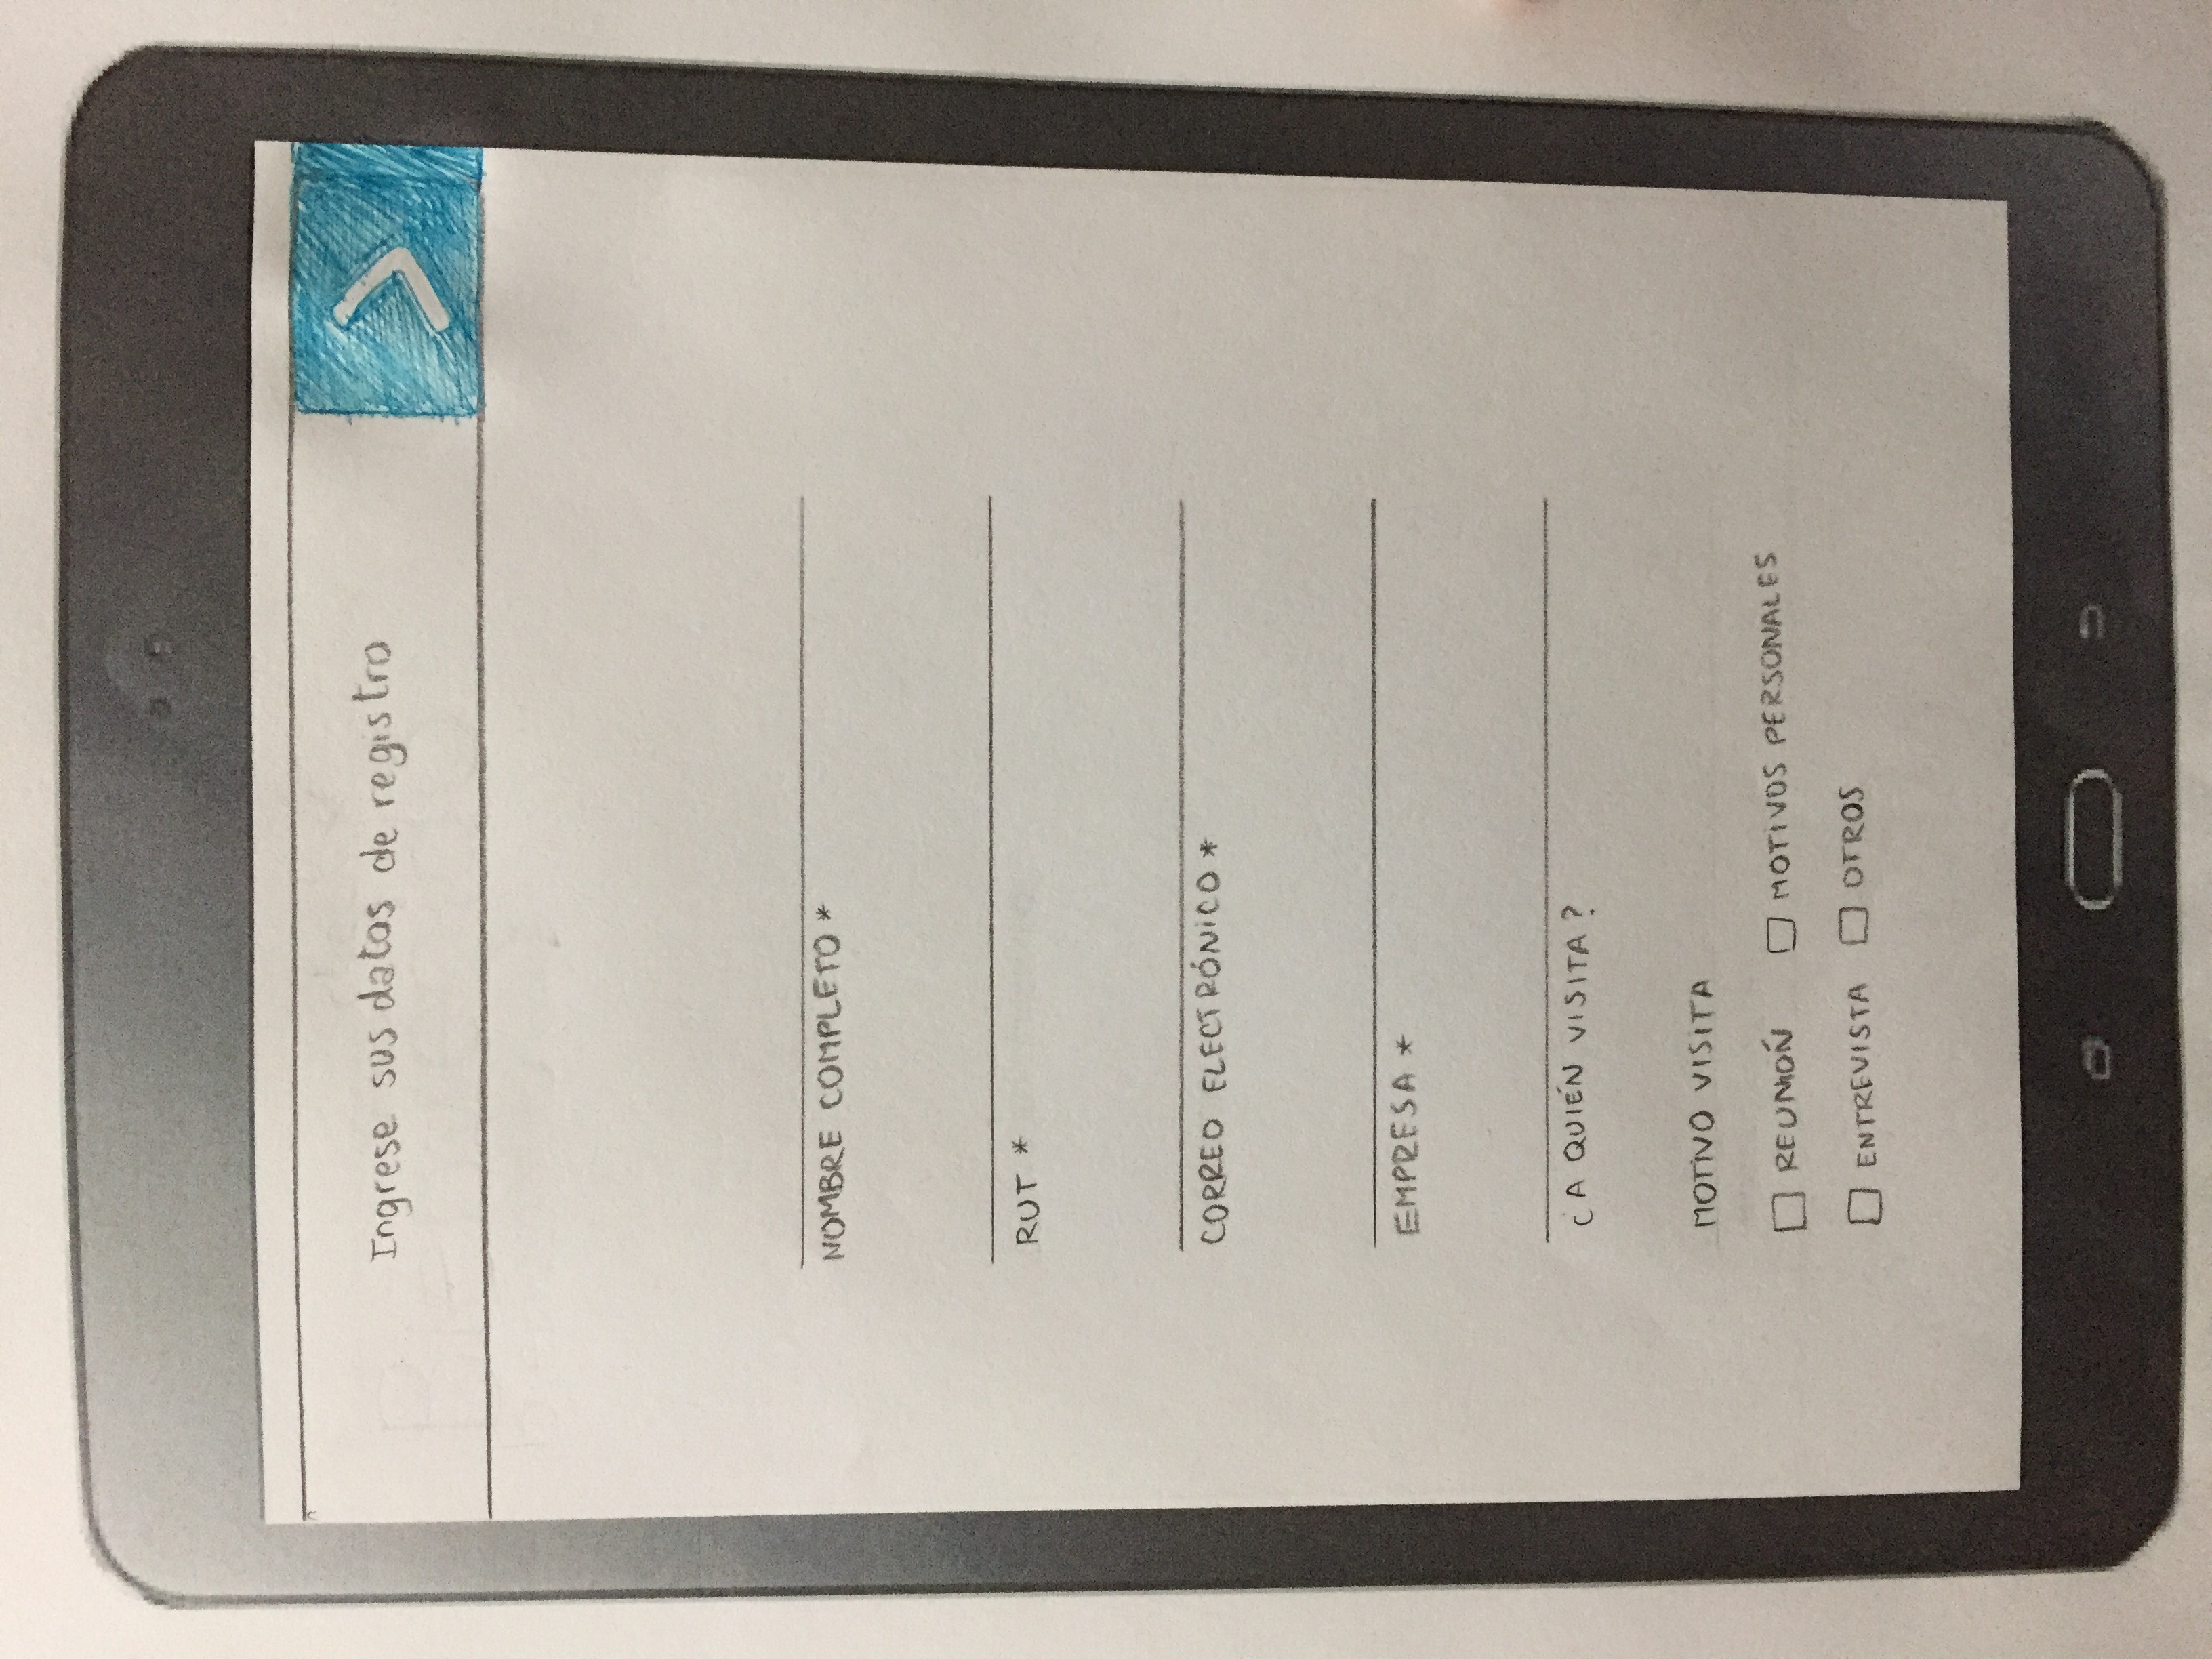 Ingrese sus datos de registro
NOMBRE COMPLETO *
RUT *
CORREO ELECTRÓNICO *
EMPRESA *
¿A QUIÉN VISITA?
MOTIVO VISITA
REUNIÓN MOTIVOS PERSONALES
ENTREVISTA OTROS